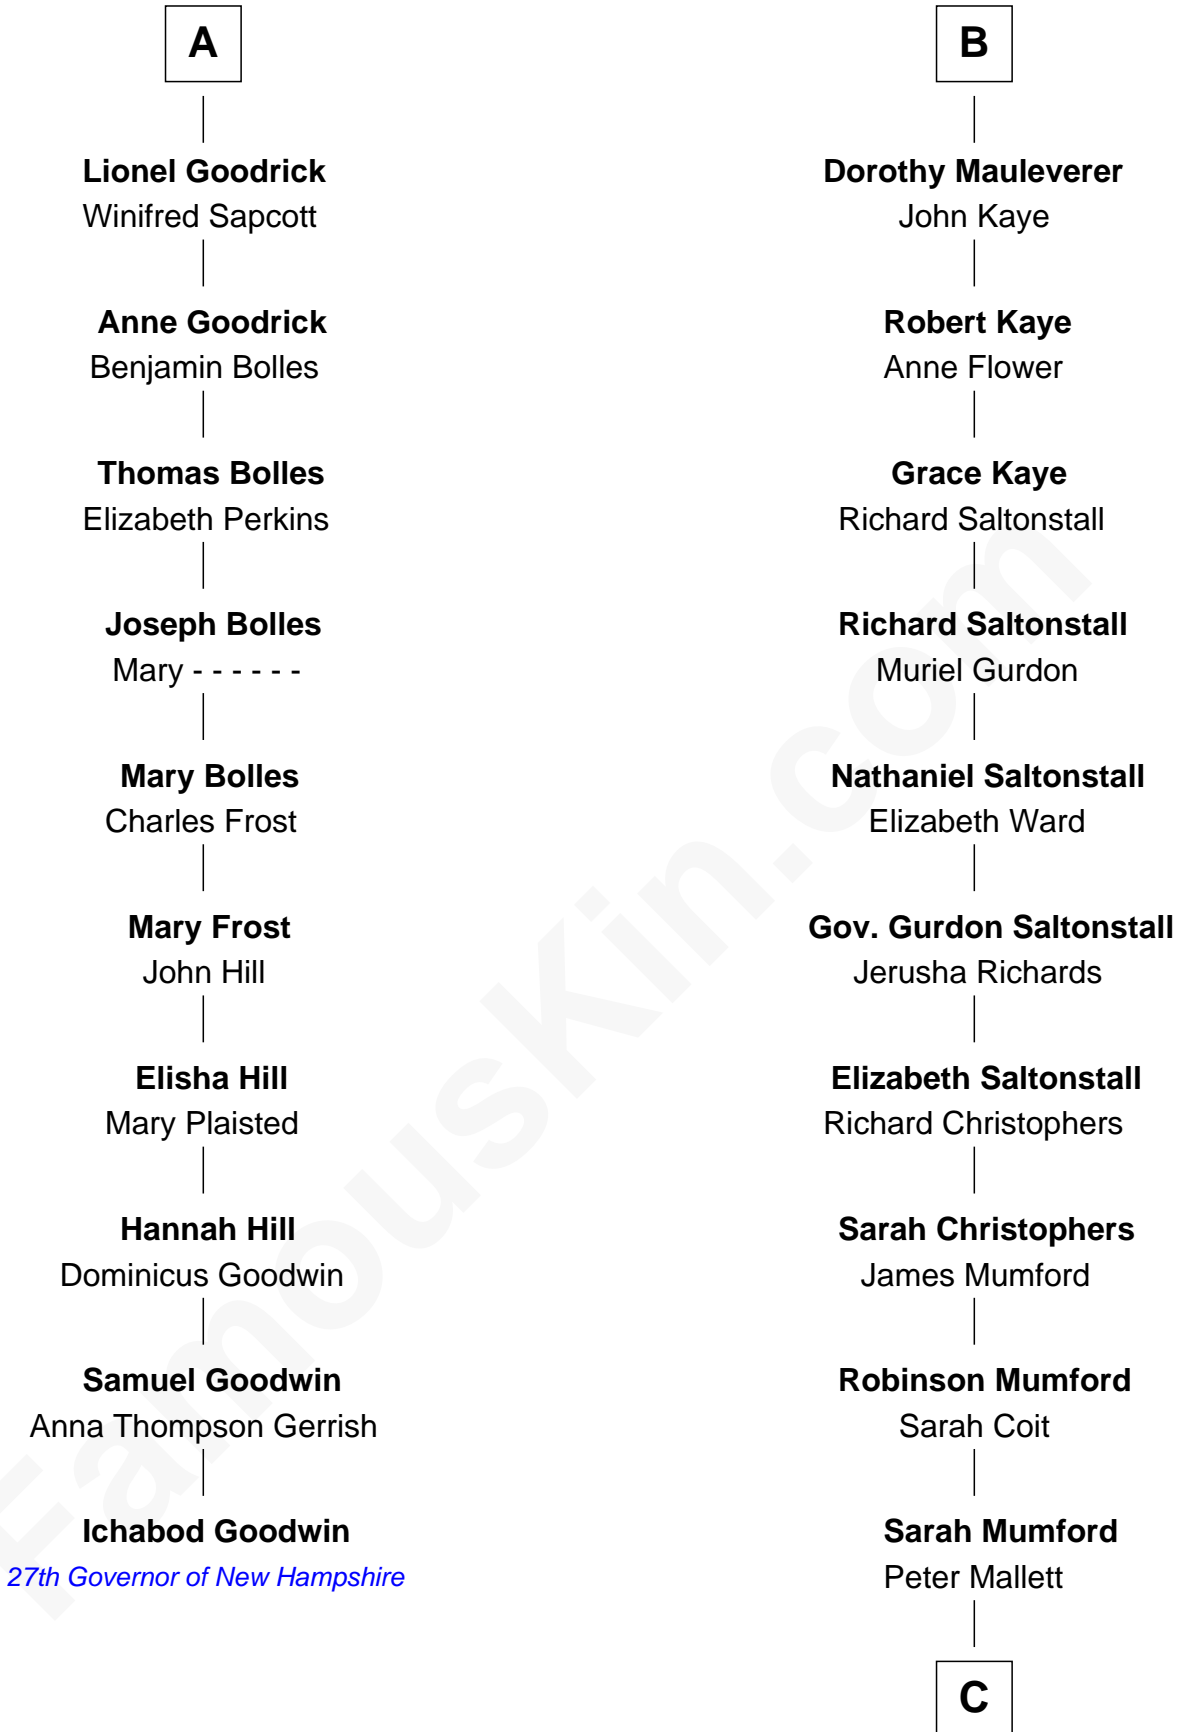 A
Lionel Goodrick
Winifred Sapcott
Anne Goodrick
Benjamin Bolles
Thomas Bolles
Elizabeth Perkins
Joseph Bolles
Mary - - - - - -
Mary Bolles
Charles Frost
Mary Frost
John Hill
Elisha Hill
Mary Plaisted
Hannah Hill
Dominicus Goodwin
Samuel Goodwin
Anna Thompson Gerrish
Ichabod Goodwin
27th Governor of New Hampshire
B
Dorothy Mauleverer
John Kaye
Robert Kaye
Anne Flower
Grace Kaye
Richard Saltonstall
Richard Saltonstall
Muriel Gurdon
Nathaniel Saltonstall
Elizabeth Ward
Gov. Gurdon Saltonstall
Jerusha Richards
Elizabeth Saltonstall
Richard Christophers
Sarah Christophers
James Mumford
Robinson Mumford
Sarah Coit
Sarah Mumford
Peter Mallett
C
FamousKin.com